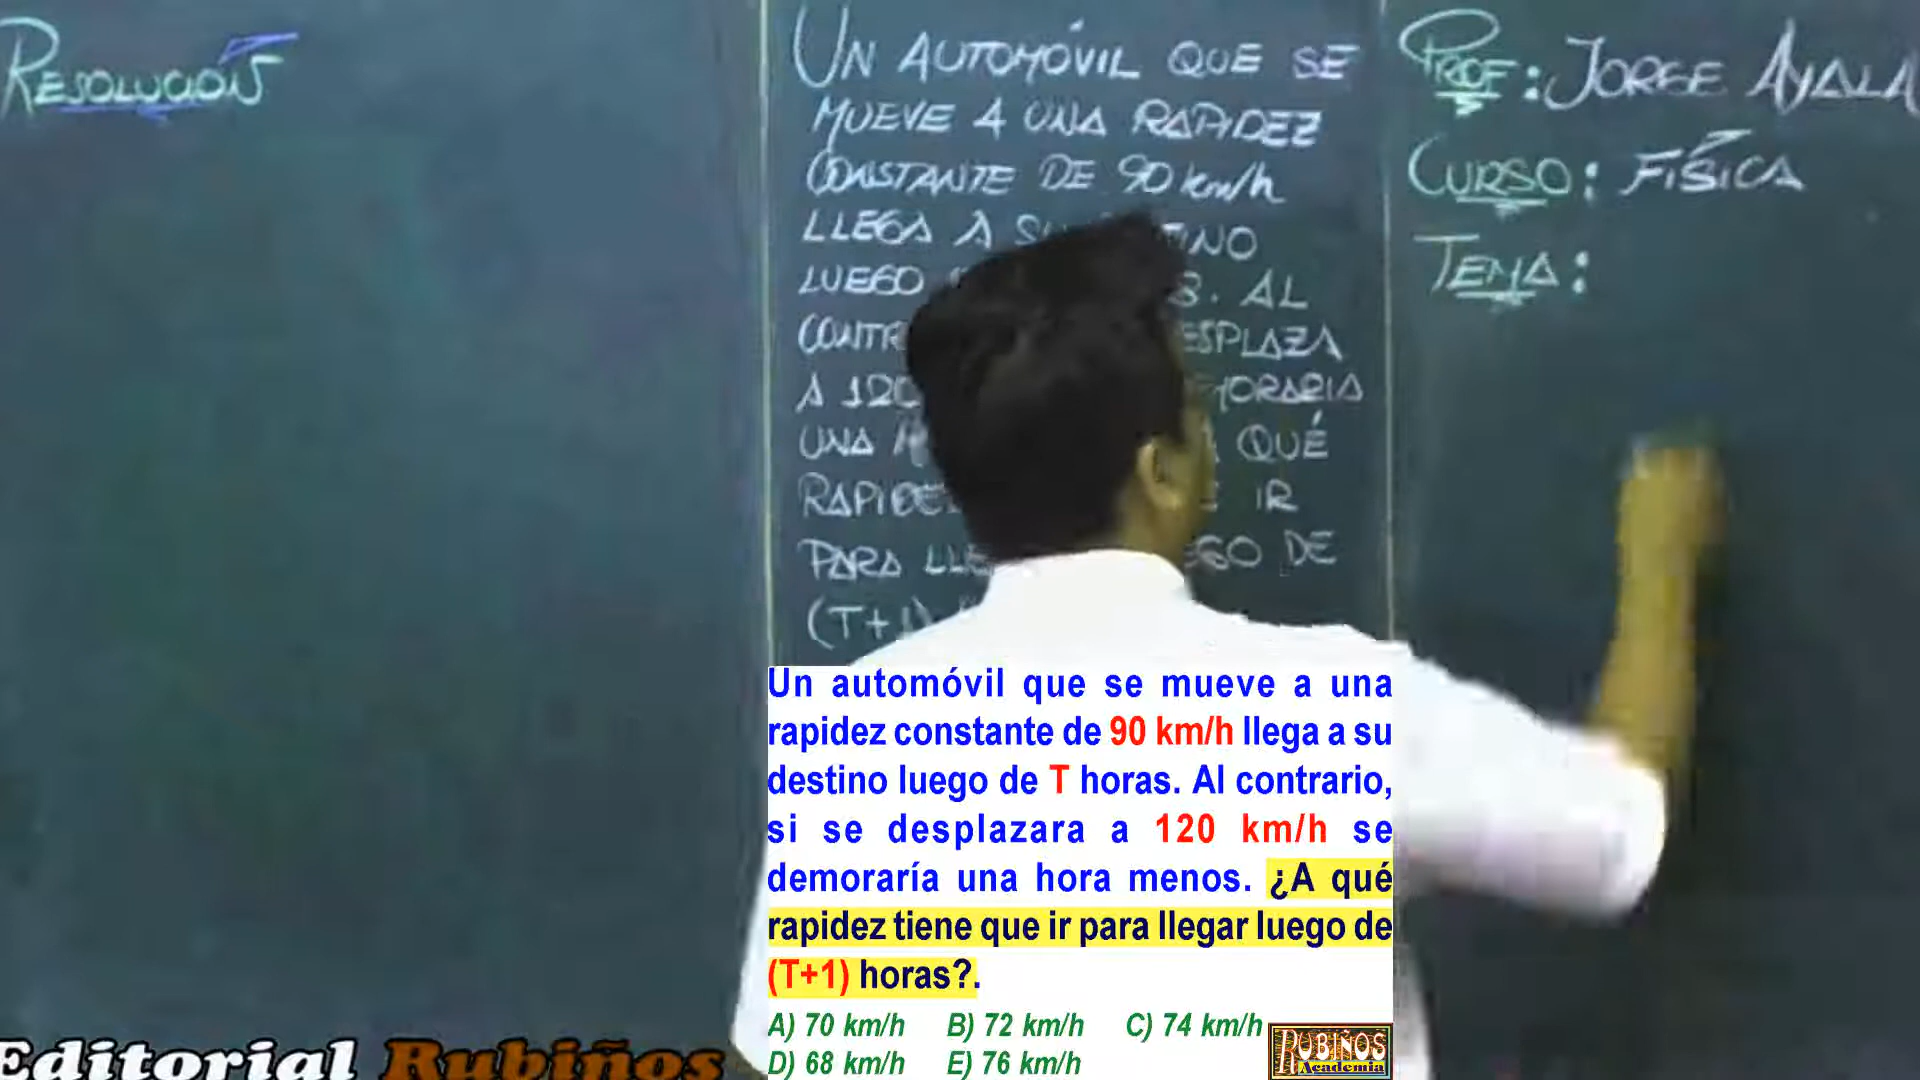 RESOLUCIÓN
UN AUTOMÓVIL QUE SE
MUEVE A UNA RAPIDEZ
CONSTANTE DE 90 km/h
LLEGA A
LUEGO AL
A
UNA QUÉ
IR
PARA DE
(T+1)
PROF: JORGE AYALA
CURSO: FÍSICA
TEMA:
Un automóvil que se mueve a una
rapidez constante de 90 km/h llega a su
destino luego de T horas. Al contrario,
si se desplazara a 120 km/h se
demoraría una hora menos. ¿A qué
rapidez tiene que ir para llegar luego de
(T+1) horas?.
A) 70 km/h B) 72 km/h C) 74 km/h
D) 68 km/h E) 76 km/h
RUBIÑOS
Academia
Editorial Rubiños